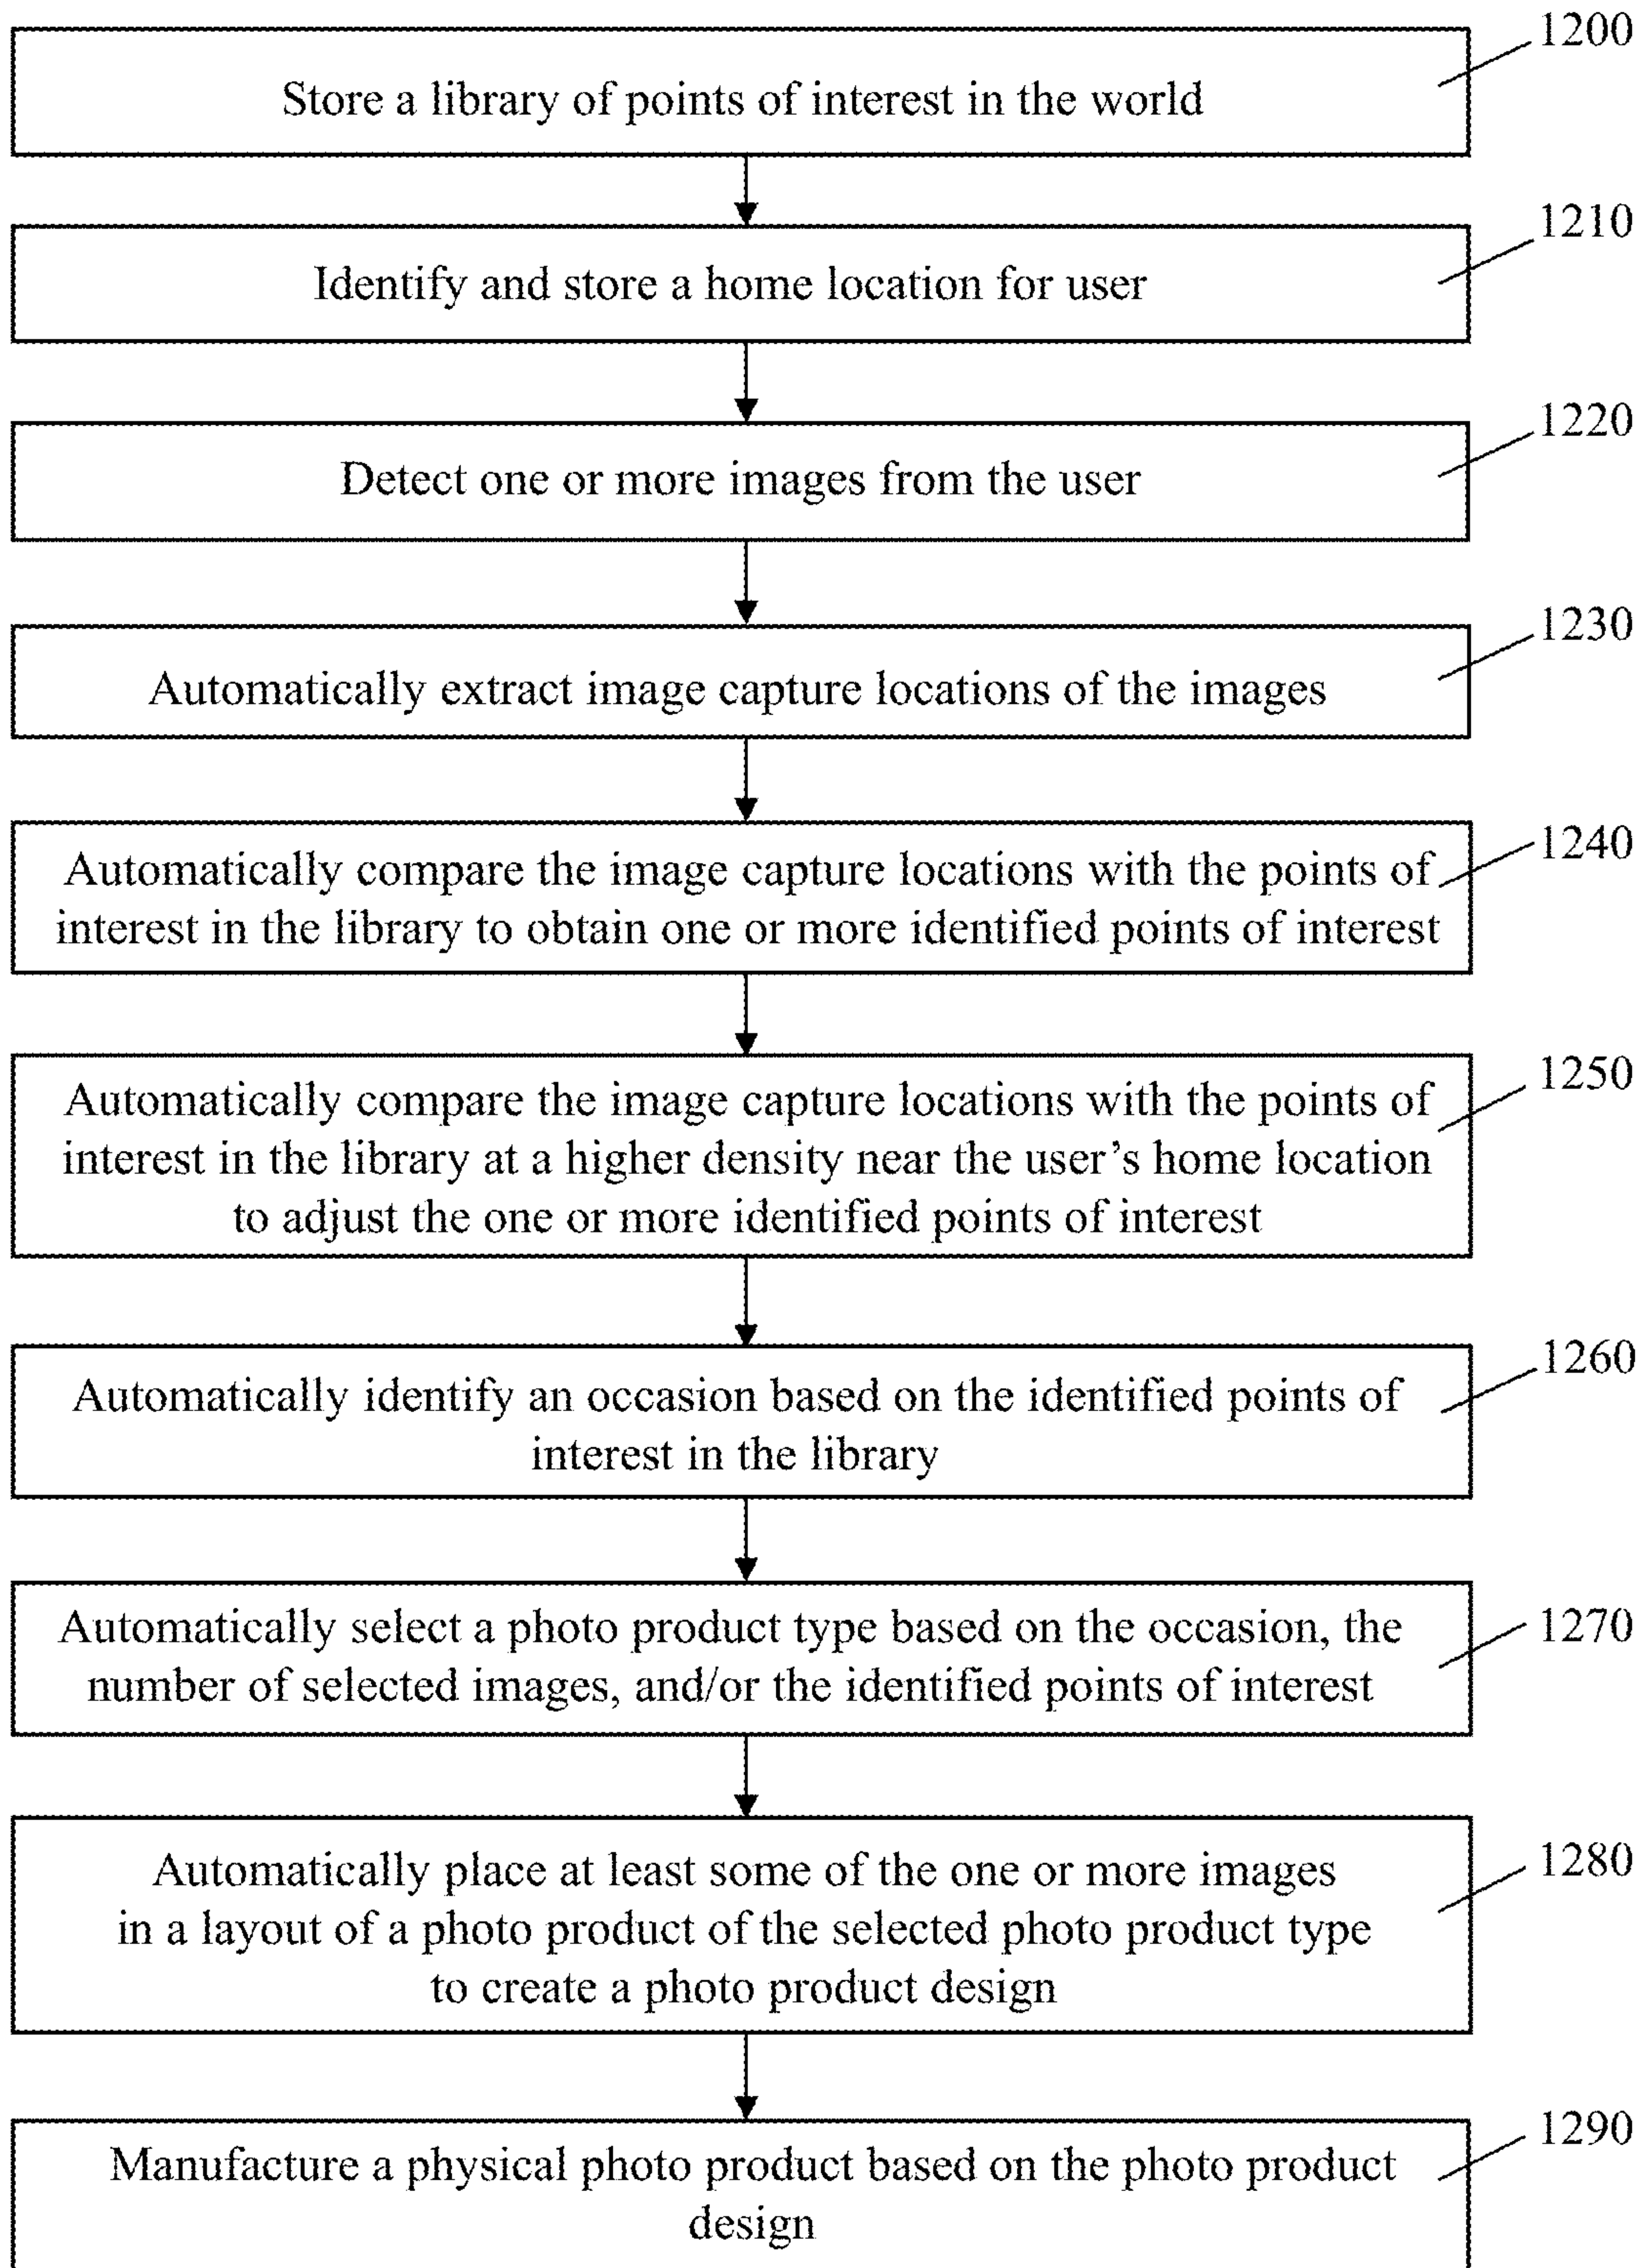 1200
Store a library of points of interest in the world
1210
Identify and store a home location for user
1220
Detect one or more images from the user
1230
Automatically extract image capture locations of the images
1240
Automatically compare the image capture locations with the points of
interest in the library to obtain one or more identified points of interest
1250
Automatically compare the image capture locations with the points of
interest in the library at a higher density near the user's home location
to adjust the one or more identified points of interest
1260
Automatically identify an occasion based on the identified points of
interest in the library
1270
Automatically select a photo product type based on the occasion, the
number of selected images, and/or the identified points of interest
1280
Automatically place at least some of the one or more images
in a layout of a photo product of the selected photo product type
to create a photo product design
1290
Manufacture a physical photo product based on the photo product
design